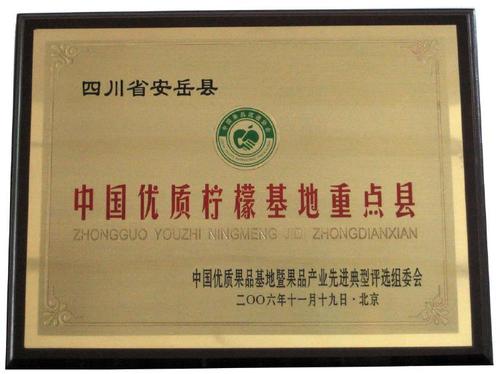 四川省安岳县
中国优质柠檬基地重点县
ZHONGGUO YOUZHI NINGMENG JIDI ZHONGDIANXIAN
中国优质果品基地暨果品产业先进典型评选组委会
二〇〇六年十一月十九日·北京